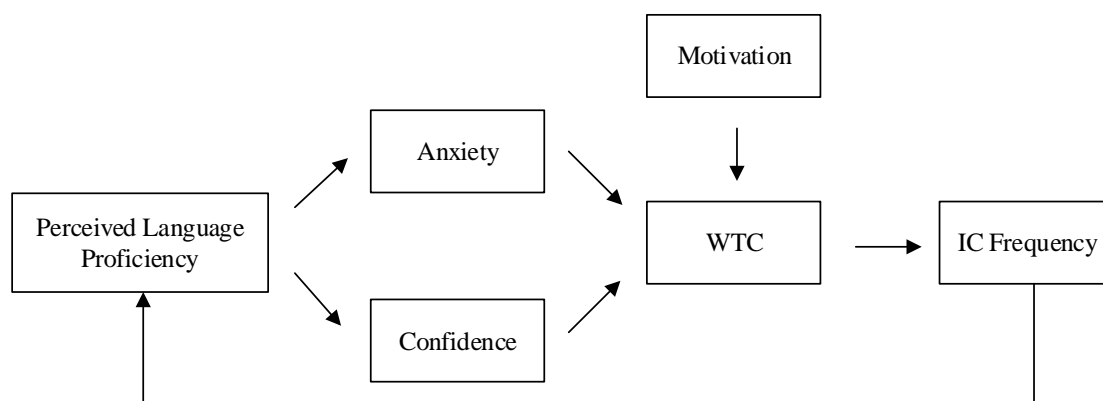 Motivation
Anxiety
Perceived Language
Proficiency
WTC
IC Frequency
Confidence